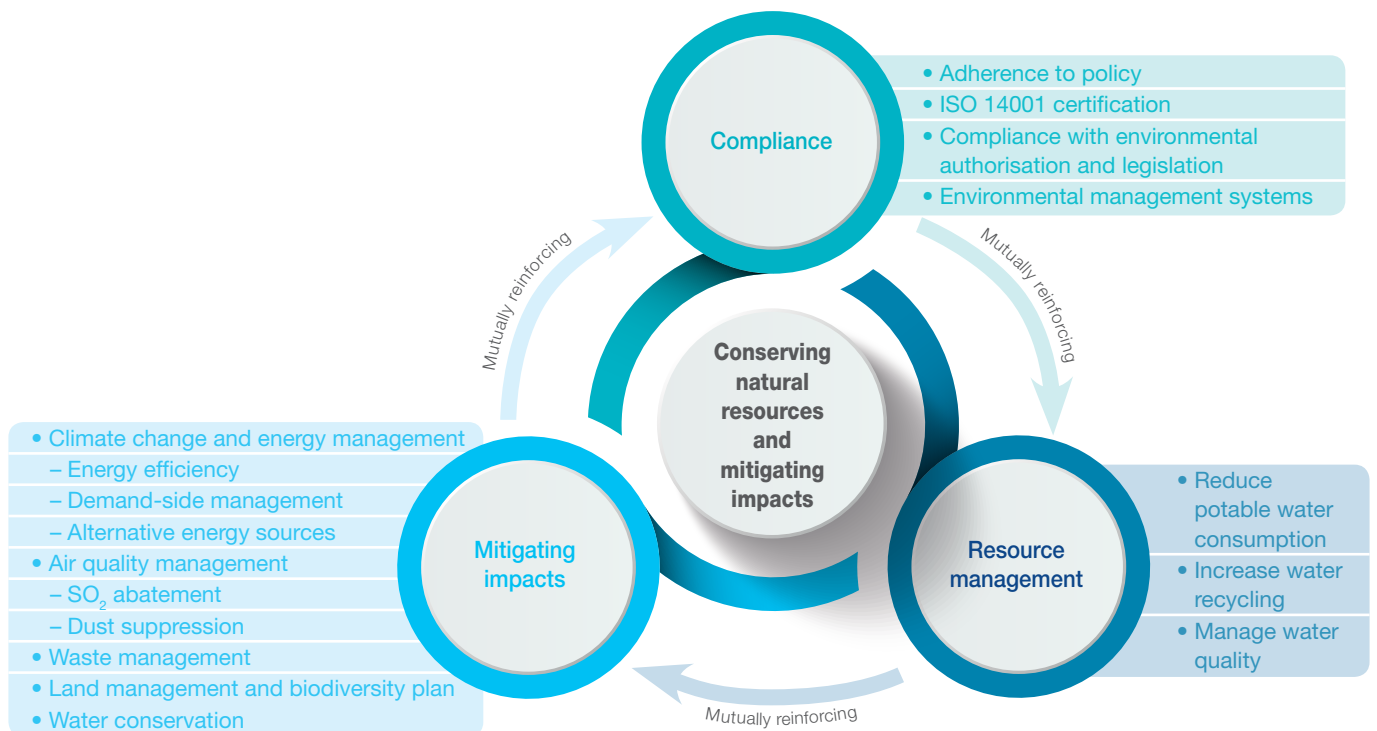 Compliance
• Adherence to policy
• ISO 14001 certification
• Compliance with environmental
authorisation and legislation
• Environmental management systems
Mutually reinforcing
Mutually reinforcing
Conserving
natural
resources
and
mitigating
impacts
• Climate change and energy management
– Energy efficiency
– Demand-side management
– Alternative energy sources
• Air quality management
– SO₂ abatement
– Dust suppression
• Waste management
• Land management and biodiversity plan
• Water conservation
Mitigating
impacts
Resource
management
• Reduce
potable water
consumption
• Increase water
recycling
• Manage water
quality
Mutually reinforcing